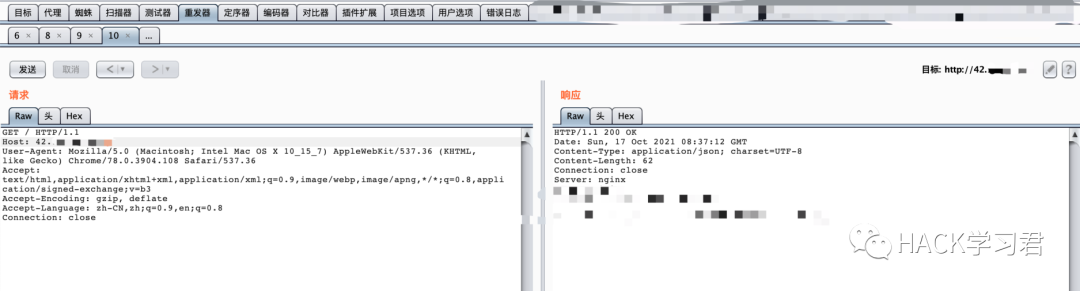 目标 代理 蜘蛛 扫描器 测试器 重发器 定序器 编码器 对比器 插件扩展 项目选项 用户选项 错误日志
6 × 8 × 9 × 10 × ...
发送 取消 < > 目标: http://42. ?
请求
Raw 头 Hex
GET / HTTP/1.1
Host: 42.
User-Agent: Mozilla/5.0 (Macintosh; Intel Mac OS X 10_15_7) AppleWebKit/537.36 (KHTML,
like Gecko) Chrome/78.0.3904.108 Safari/537.36
Accept:
text/html,application/xhtml+xml,application/xml;q=0.9,image/webp,image/apng,*/*;q=0.8,appli
cation/signed-exchange;v=b3
Accept-Encoding: gzip, deflate
Accept-Language: zh-CN,zh;q=0.9,en;q=0.8
Connection: close
响应
Raw 头 Hex
HTTP/1.1 200 OK
Date: Sun, 17 Oct 2021 08:37:12 GMT
Content-Type: application/json; charset=UTF-8
Content-Length: 62
Connection: close
Server: nginx
HACK学习君